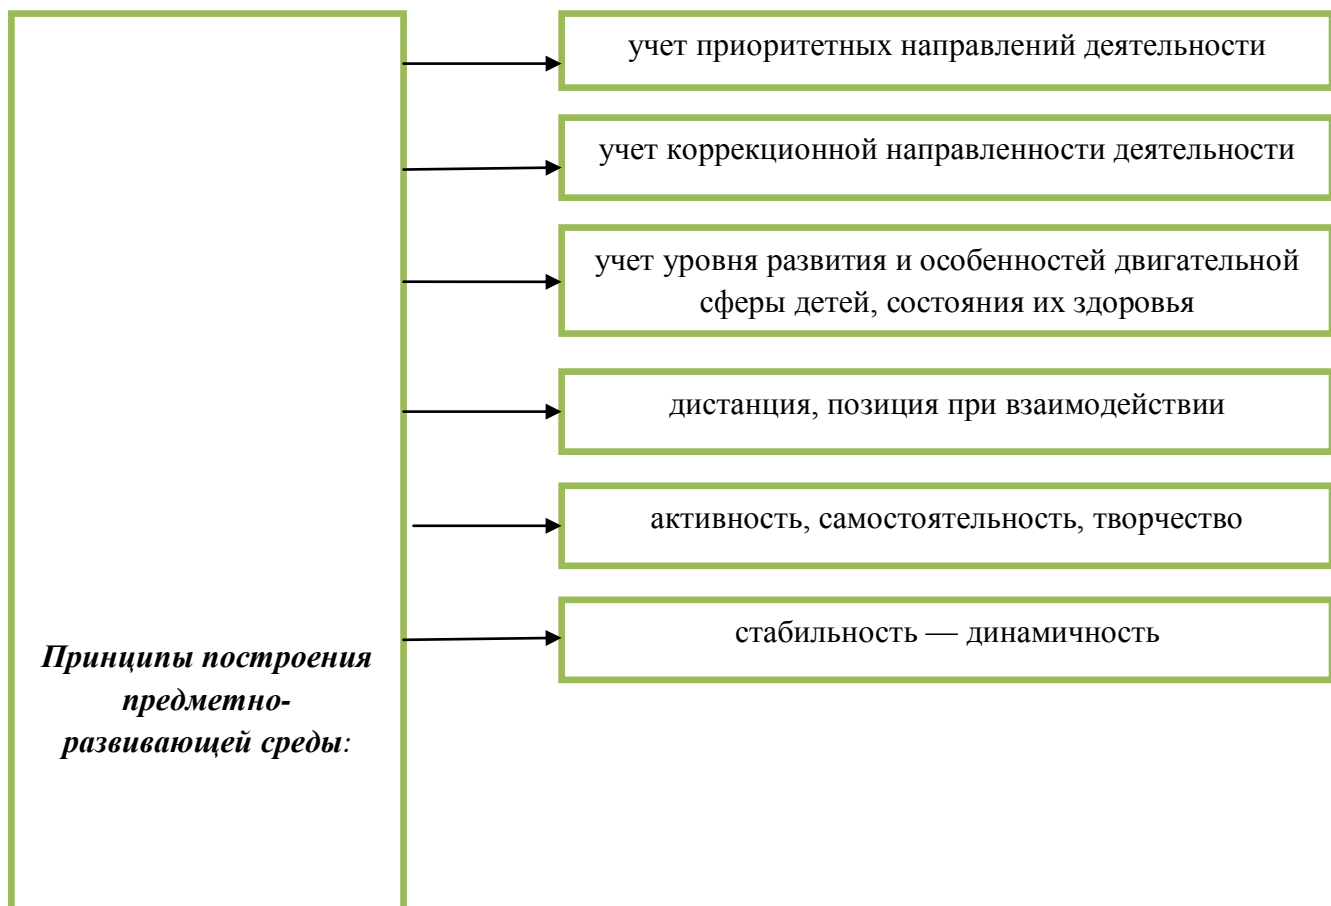 учет приоритетных направлений деятельности
учет коррекционной направленности деятельности
учет уровня развития и особенностей двигательной
сферы детей, состояния их здоровья
дистанция, позиция при взаимодействии
активность, самостоятельность, творчество
стабильность — динамичность
Принципы построения
предметно-
развивающей среды: